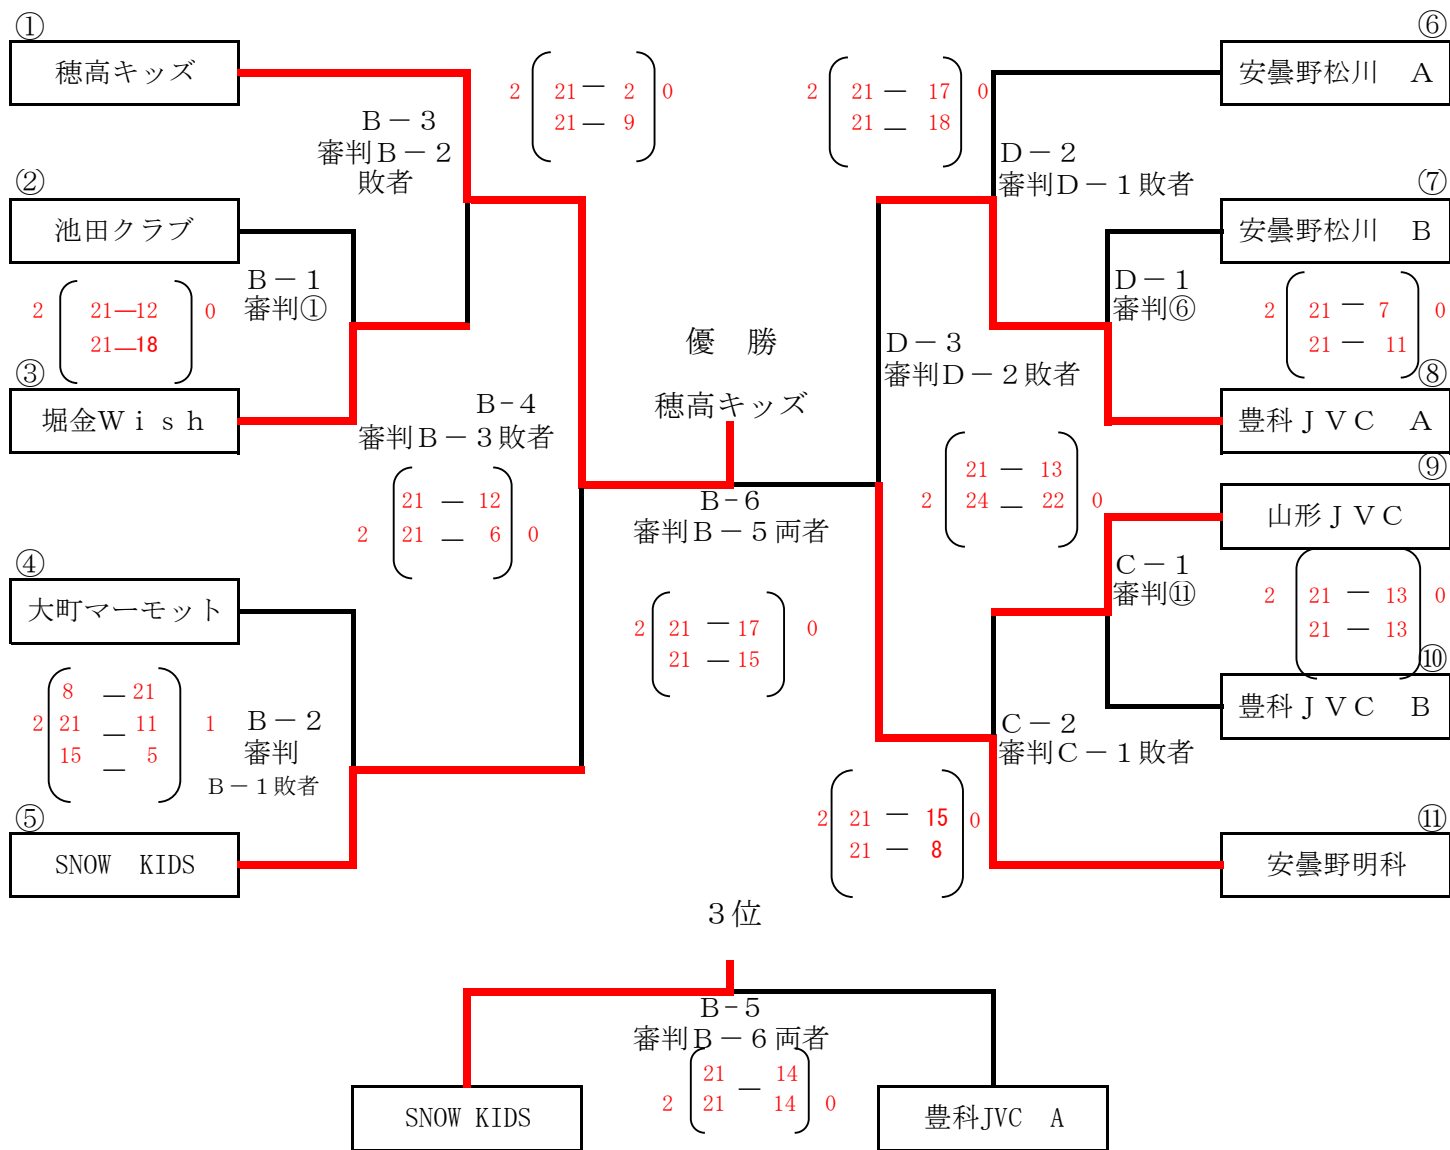 ①
穂高キッズ
2 21－ 2 0
21－ 9
B－3
審判B－2
敗者
②
池田クラブ
B－1
審判①
2 21―12 0
21―18
③
堀金Wish
B-4
審判B－3敗者
21 － 12
2 21 － 6 0
④
大町マーモット
8 － 21
2 21 － 11 1
15 － 5
B－2
審判
B－1敗者
⑤
SNOW KIDS
優 勝
穂高キッズ
B-6
審判B－5両者
2 21 －17 0
21 －15
⑥
安曇野松川 A
2 21 － 17 0
21 － 18
D－2
審判D－1敗者
⑦
安曇野松川 B
D－1
審判⑥
2 21 － 7 0
21 － 11
⑧
豊科JVC A
D－3
審判D－2敗者
21 － 13
2 24 － 22 0
⑨
山形JVC
C－1
審判⑪
2 21 － 13 0
21 － 13
⑩
豊科JVC B
C－2
審判C－1敗者
2 21 － 15 0
21 － 8
⑪
安曇野明科
3位
B-5
審判B－6両者
21 － 14
2 21 14 0
SNOW KIDS
豊科JVC A